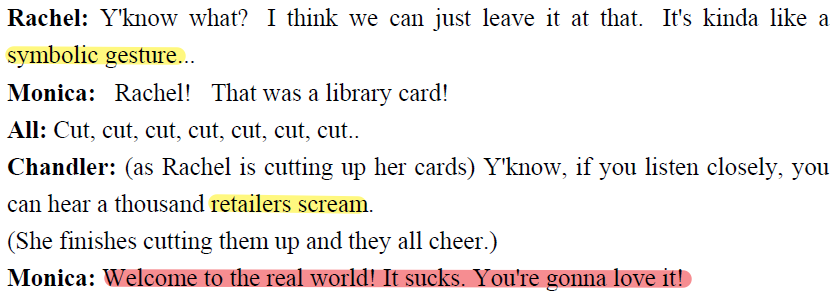 Rachel: Y'know what? I think we can just leave it at that. It's kinda like a
symbolic gesture...
Monica: Rachel! That was a library card!
All: Cut, cut, cut, cut, cut, cut, cut..
Chandler: (as Rachel is cutting up her cards) Y'know, if you listen closely, you
can hear a thousand retailers scream.
(She finishes cutting them up and they all cheer.)
Monica: Welcome to the real world! It sucks. You're gonna love it!